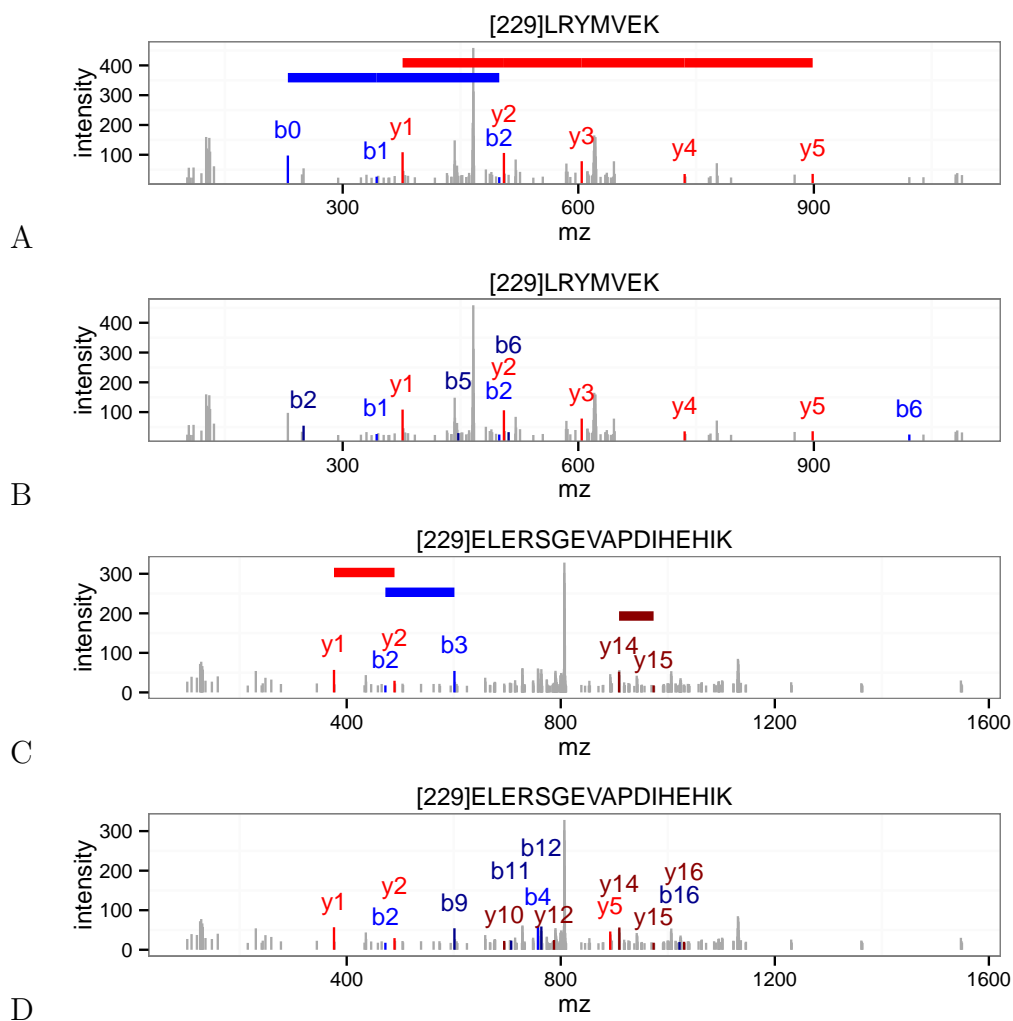 [229]LRYMVEK
400
300
200
100
intensity
b0
b1
y1
y2
b2
y3
y4
y5
300
600
900
mz
A
[229]LRYMVEK
400
300
200
100
intensity
b2
b1
y1
b5
b6
y2
b2
y3
y4
y5
b6
300
600
900
mz
B
[229]ELERSGEVAPDIHEHIK
300
200
100
0
intensity
y1
y2
b2
b3
y14
y15
400
800
1200
1600
mz
C
[229]ELERSGEVAPDIHEHIK
300
200
100
0
intensity
y1
y2
b2
b9
b11
y10
b12
b4
y12
y14
y5
y15
y16
b16
400
800
1200
1600
mz
D